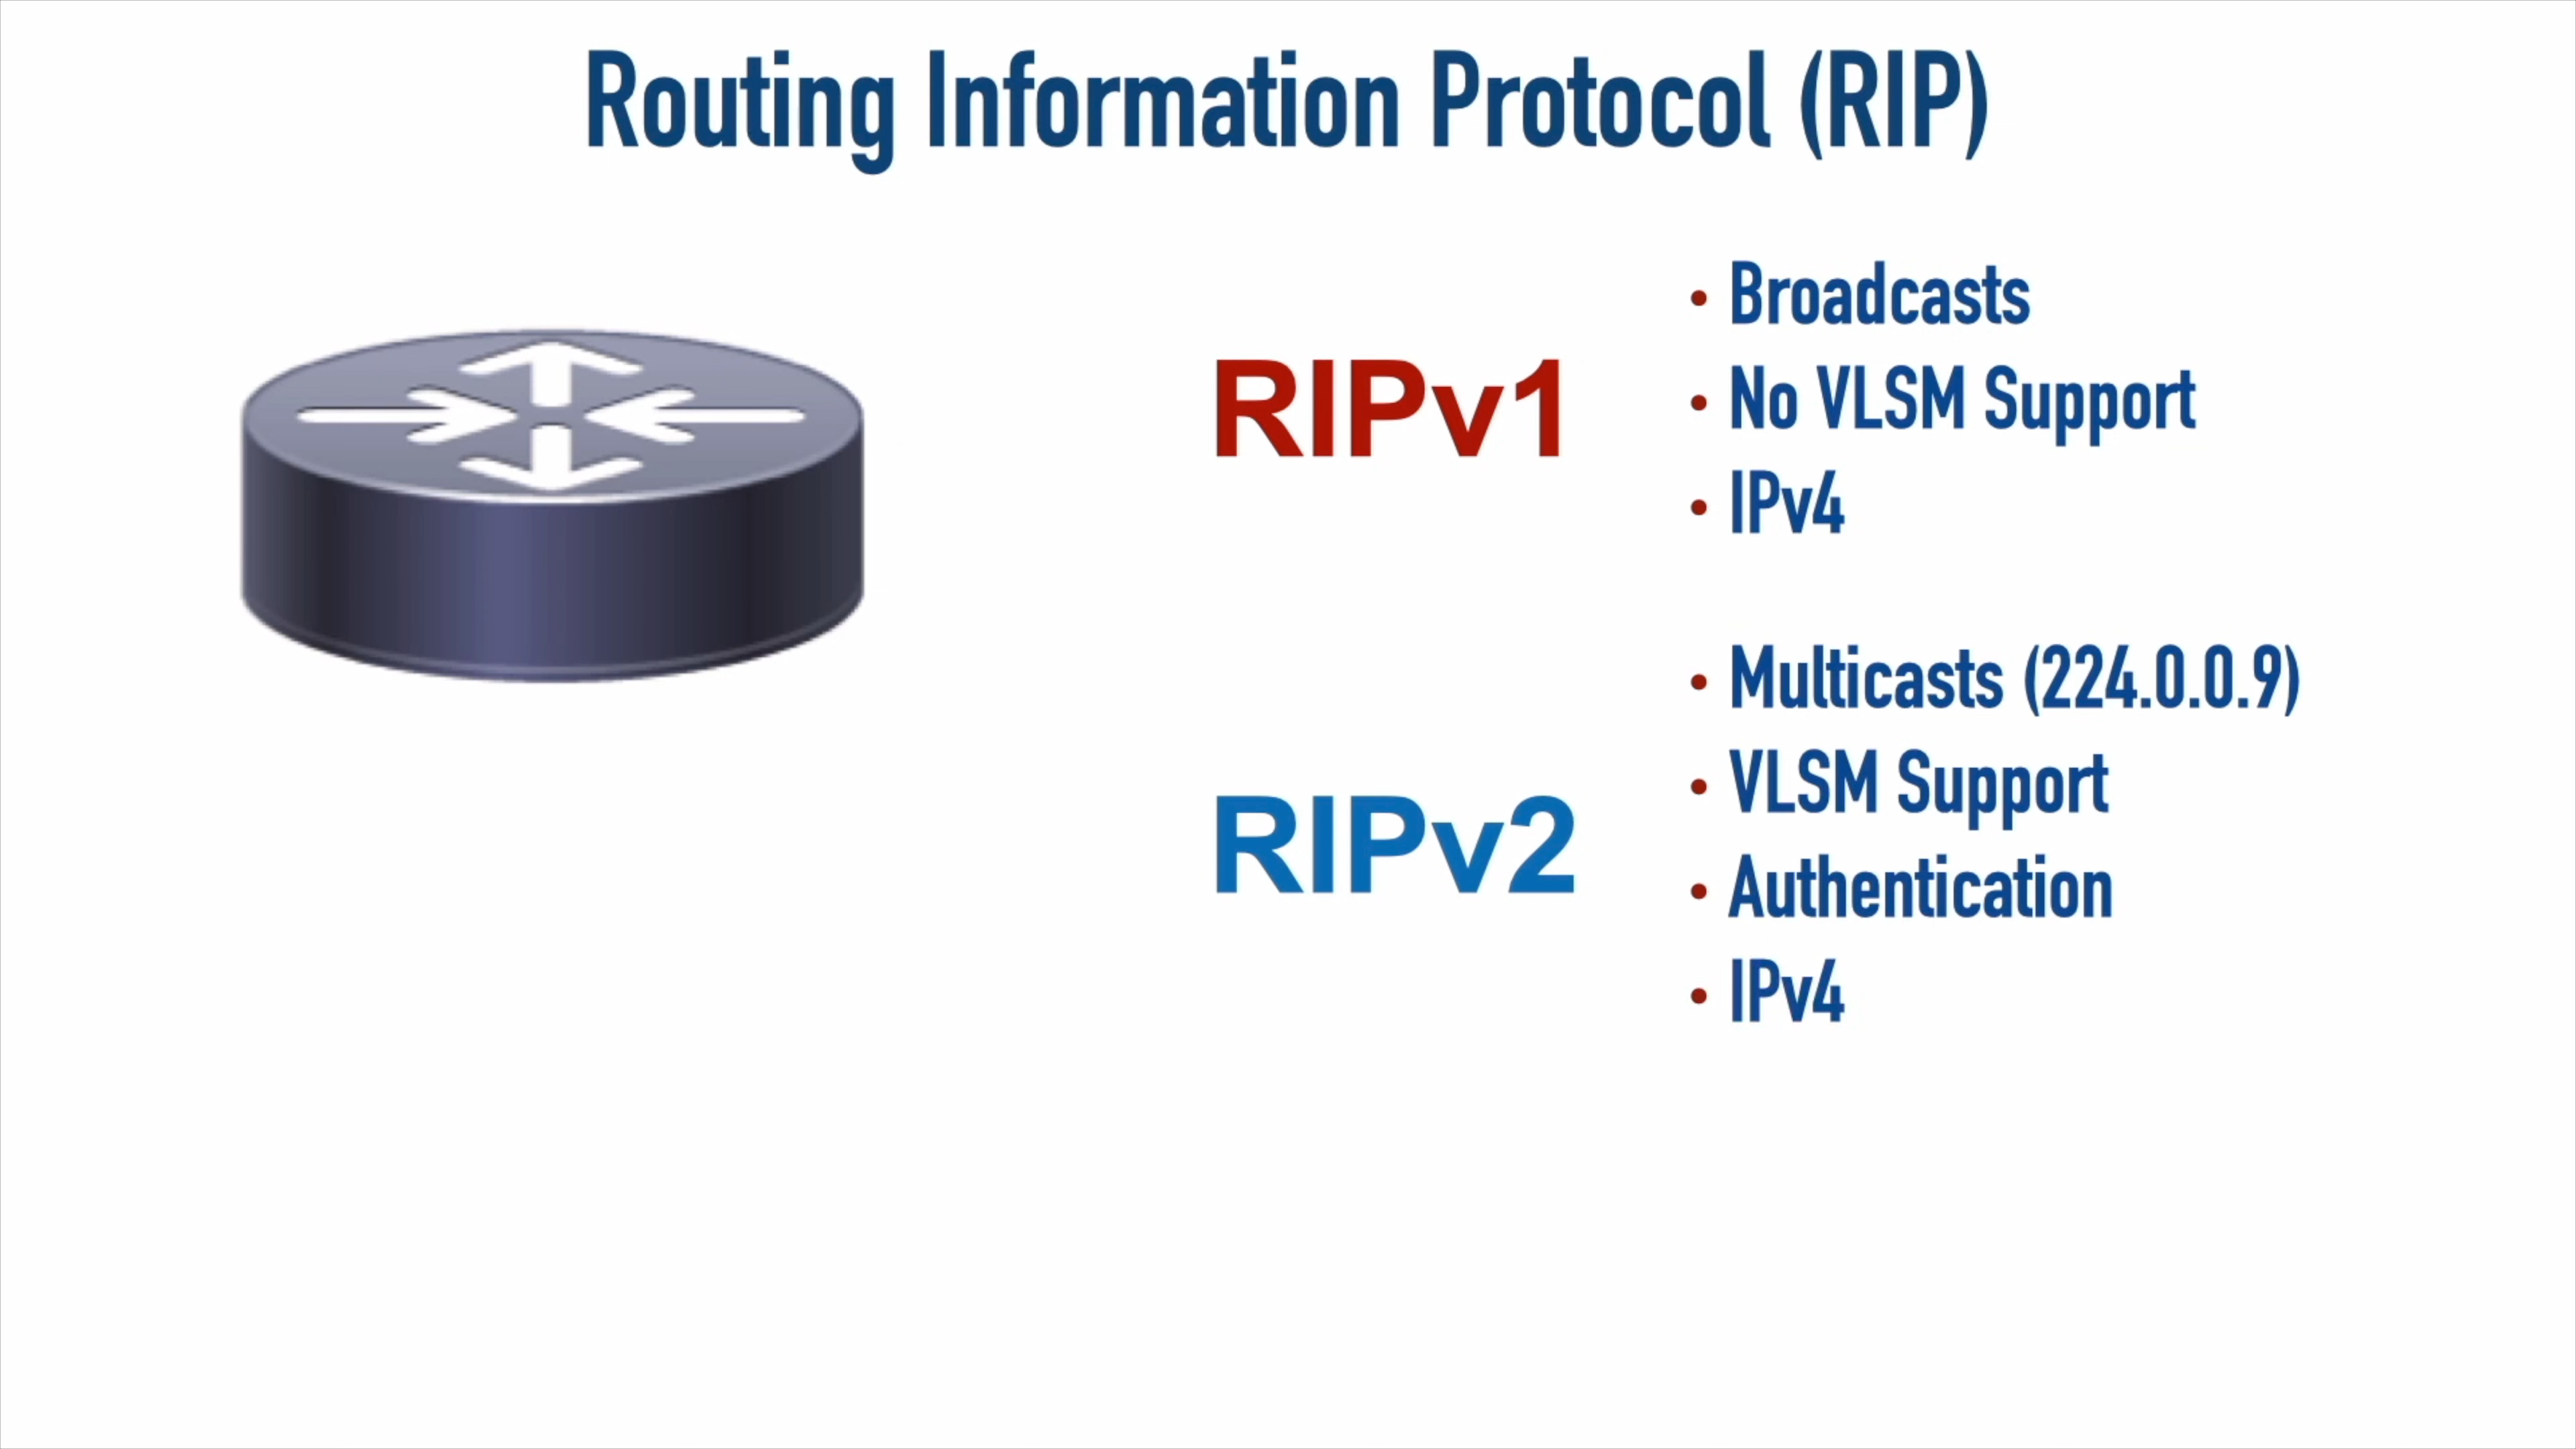 Routing Information Protocol (RIP)
RIPv1
• Broadcasts
• No VLSM Support
• IPv4
RIPv2
• Multicasts (224.0.0.9)
• VLSM Support
• Authentication
• IPv4